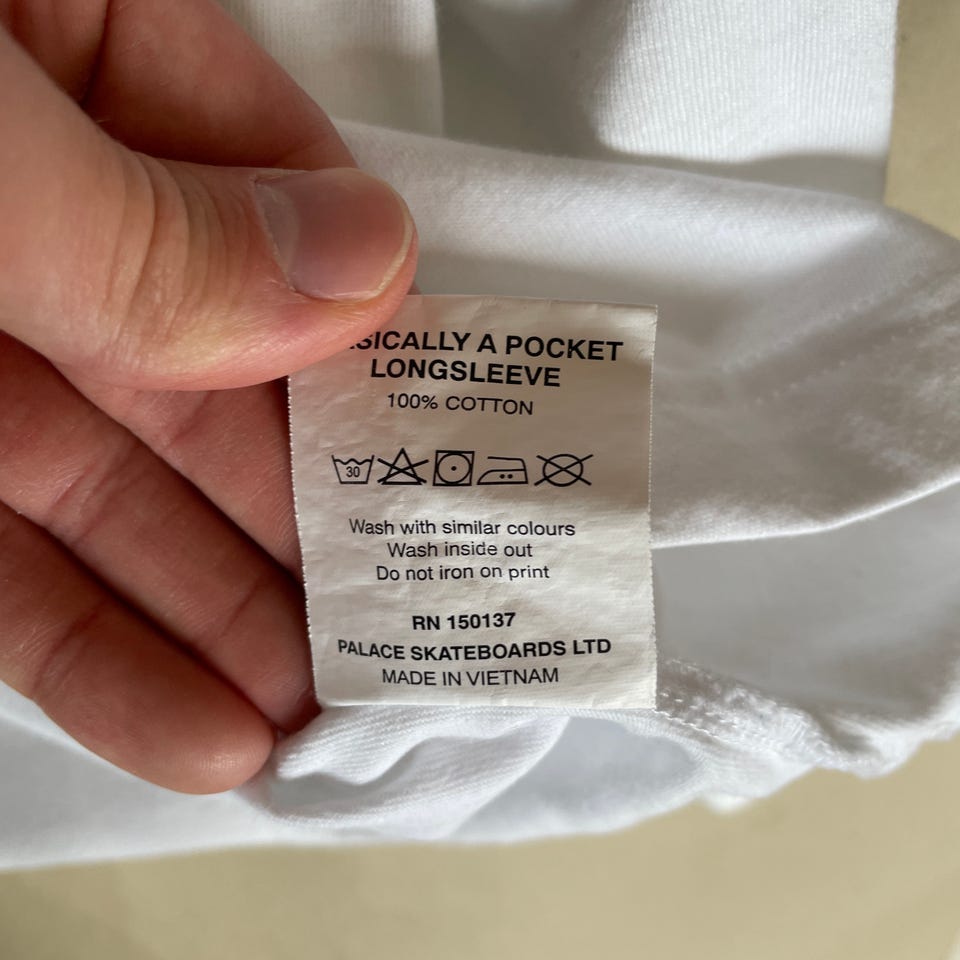 A POCKET
LONGSLEEVE
100% COTTON
30
Wash with similar colours
Wash inside out
Do not iron on print
RN 150137
PALACE SKATEBOARDS LTD
MADE IN VIETNAM